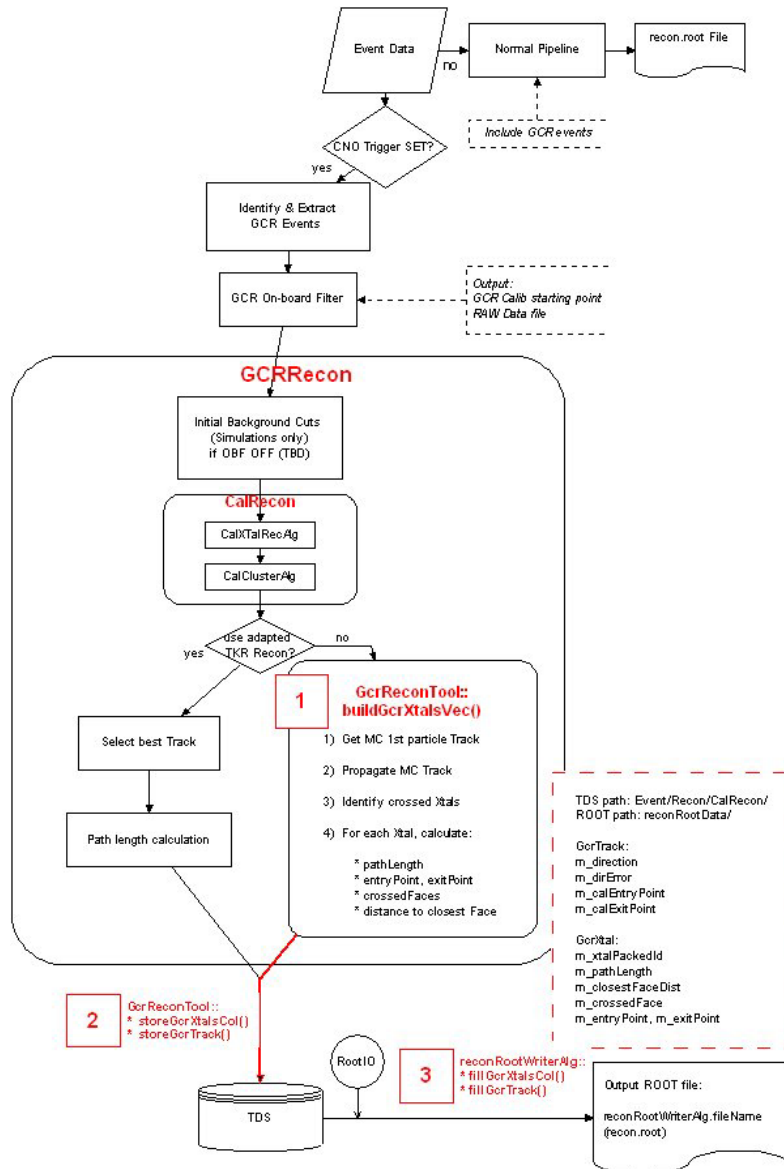 Event Data
no
Normal Pipeline
recon.root File
Include GCR events
CNO Trigger SET?
yes
Identify & Extract
GCR Events
GCR On-board Filter
Output:
GCR Calib starting point
RAW Data file
GCRRecon
Initial Background Cuts
(Simulations only)
if OBF OFF (TBD)
CalRecon
CalXTalRecAlg
CalClusterAlg
use adapted
TKR Recon?
yes
no
Select best Track
Path length calculation
1
GcrReconTool::
buildGcrXtalsVec()
1) Get MC 1st particle Track
2) Propagate MC Track
3) Identify crossed Xtals
4) For each Xtal, calculate:
* pathLength
* entryPoint, exitPoint
* crossedFaces
* distance to closest Face
TDS path: Event/Recon/CalRecon/
ROOT path: reconRootData/
GcrTrack:
m_direction
m_dirError
m_calEntryPoint
m_calExitPoint
GcrXtal:
m_xtalPackedId
m_pathLength
m_closestFaceDist
m_crossedFace
m_entryPoint, m_exitPoint
2
GcrReconTool::
* storeGcrXtalsCol()
* storeGcrTrack()
TDS
RootIO
3
reconRootWriterAlg::
* fillGcrXtalsCol()
* fillGcrTrack()
Output ROOT file:
reconRootWriterAlg.fileName
(recon.root)